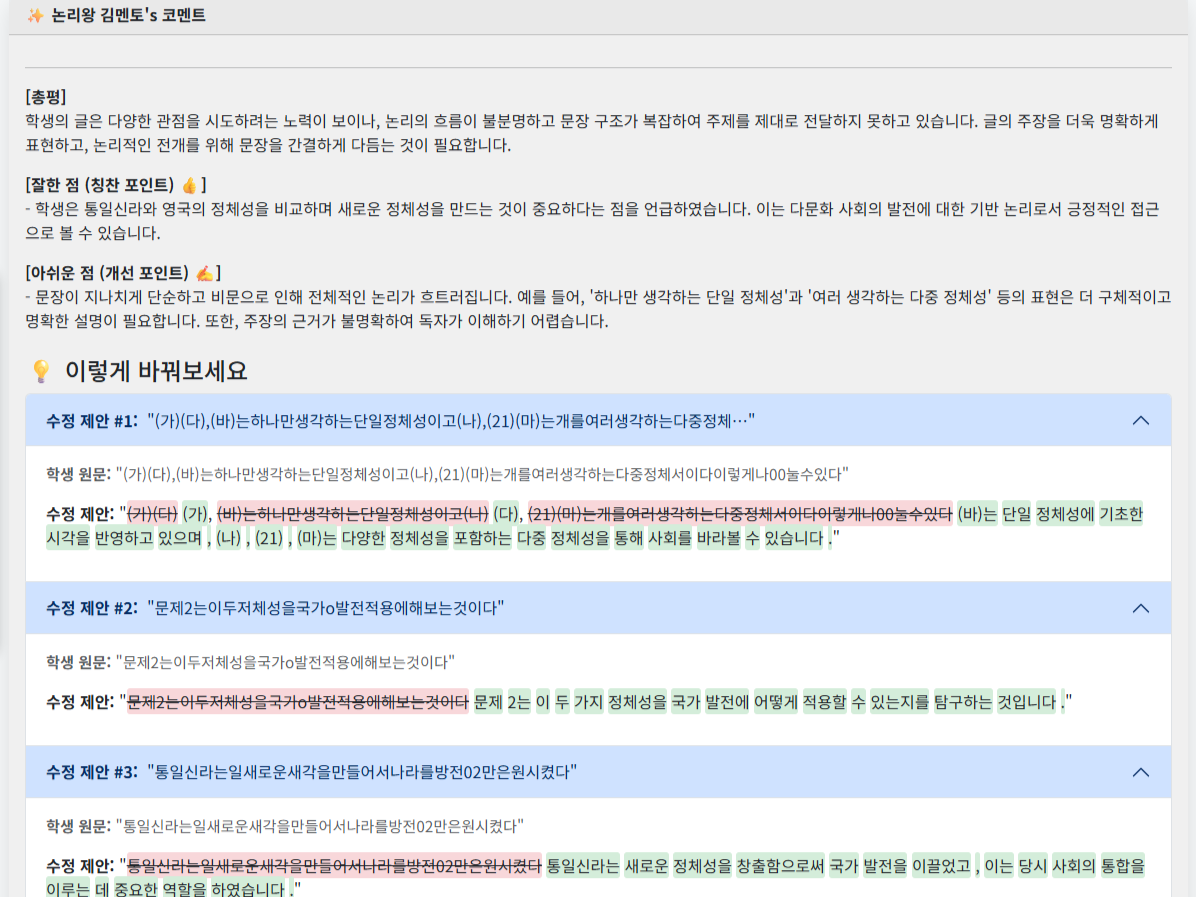 ✨ 논리왕 김멘토's 코멘트
[총평]
학생의 글은 다양한 관점을 시도하려는 노력이 보이나, 논리의 흐름이 불분명하고 문장 구조가 복잡하여 주제를 제대로 전달하지 못하고 있습니다. 글의 주장을 더욱 명확하게
표현하고, 논리적인 전개를 위해 문장을 간결하게 다듬는 것이 필요합니다.
[잘한 점 (칭찬 포인트) 👍 ]
- 학생은 통일신라와 영국의 정체성을 비교하며 새로운 정체성을 만드는 것이 중요하다는 점을 언급하였습니다. 이는 다문화 사회의 발전에 대한 기반 논리로서 긍정적인 접근
으로 볼 수 있습니다.
[아쉬운 점 (개선 포인트) ✍️ ]
- 문장이 지나치게 단순하고 비문으로 인해 전체적인 논리가 흐트러집니다. 예를 들어, '하나만 생각하는 단일 정체성'과 '여러 생각하는 다중 정체성' 등의 표현은 더 구체적이고
명확한 설명이 필요합니다. 또한, 주장의 근거가 불명확하여 독자가 이해하기 어렵습니다.
💡 이렇게 바꿔보세요
수정 제안 #1: "(가)(다),(바)는하나만생각하는단일정체성이고(나),(21)(마)는개를여러생각하는다중정체…"
학생 원문: "(가)(다),(바)는하나만생각하는단일정체성이고(나),(21)(마)는개를여러생각하는다중정체서이다이렇게나00눌수있다"
수정 제안: "(가)(다) (가), (바)는하나만생각하는단일정체성이고(나) (다), (21)(마)는개를여러생각하는다중정체서이다이렇게나00눌수있다 (바)는 단일 정체성에 기초한
시각을 반영하고 있으며 , (나) , (21) , (마)는 다양한 정체성을 포함하는 다중 정체성을 통해 사회를 바라볼 수 있습니다 ."
수정 제안 #2: "문제2는이두저체성을국가o발전적용에해보는것이다"
학생 원문: "문제2는이두저체성을국가o발전적용에해보는것이다"
수정 제안: "문제2는이두저체성을국가o발전적용에해보는것이다 문제 2는 이 두 가지 정체성을 국가 발전에 어떻게 적용할 수 있는지를 탐구하는 것입니다 ."
수정 제안 #3: "통일신라는일새로운새각을만들어서나라를방전02만은원시켰다"
학생 원문: "통일신라는일새로운새각을만들어서나라를방전02만은원시켰다"
수정 제안: "통일신라는일새로운새각을만들어서나라를방전02만은원시켰다 통일신라는 새로운 정체성을 창출함으로써 국가 발전을 이끌었고 , 이는 당시 사회의 통합을
이루는 데 중요한 역할을 하였습니다 ."